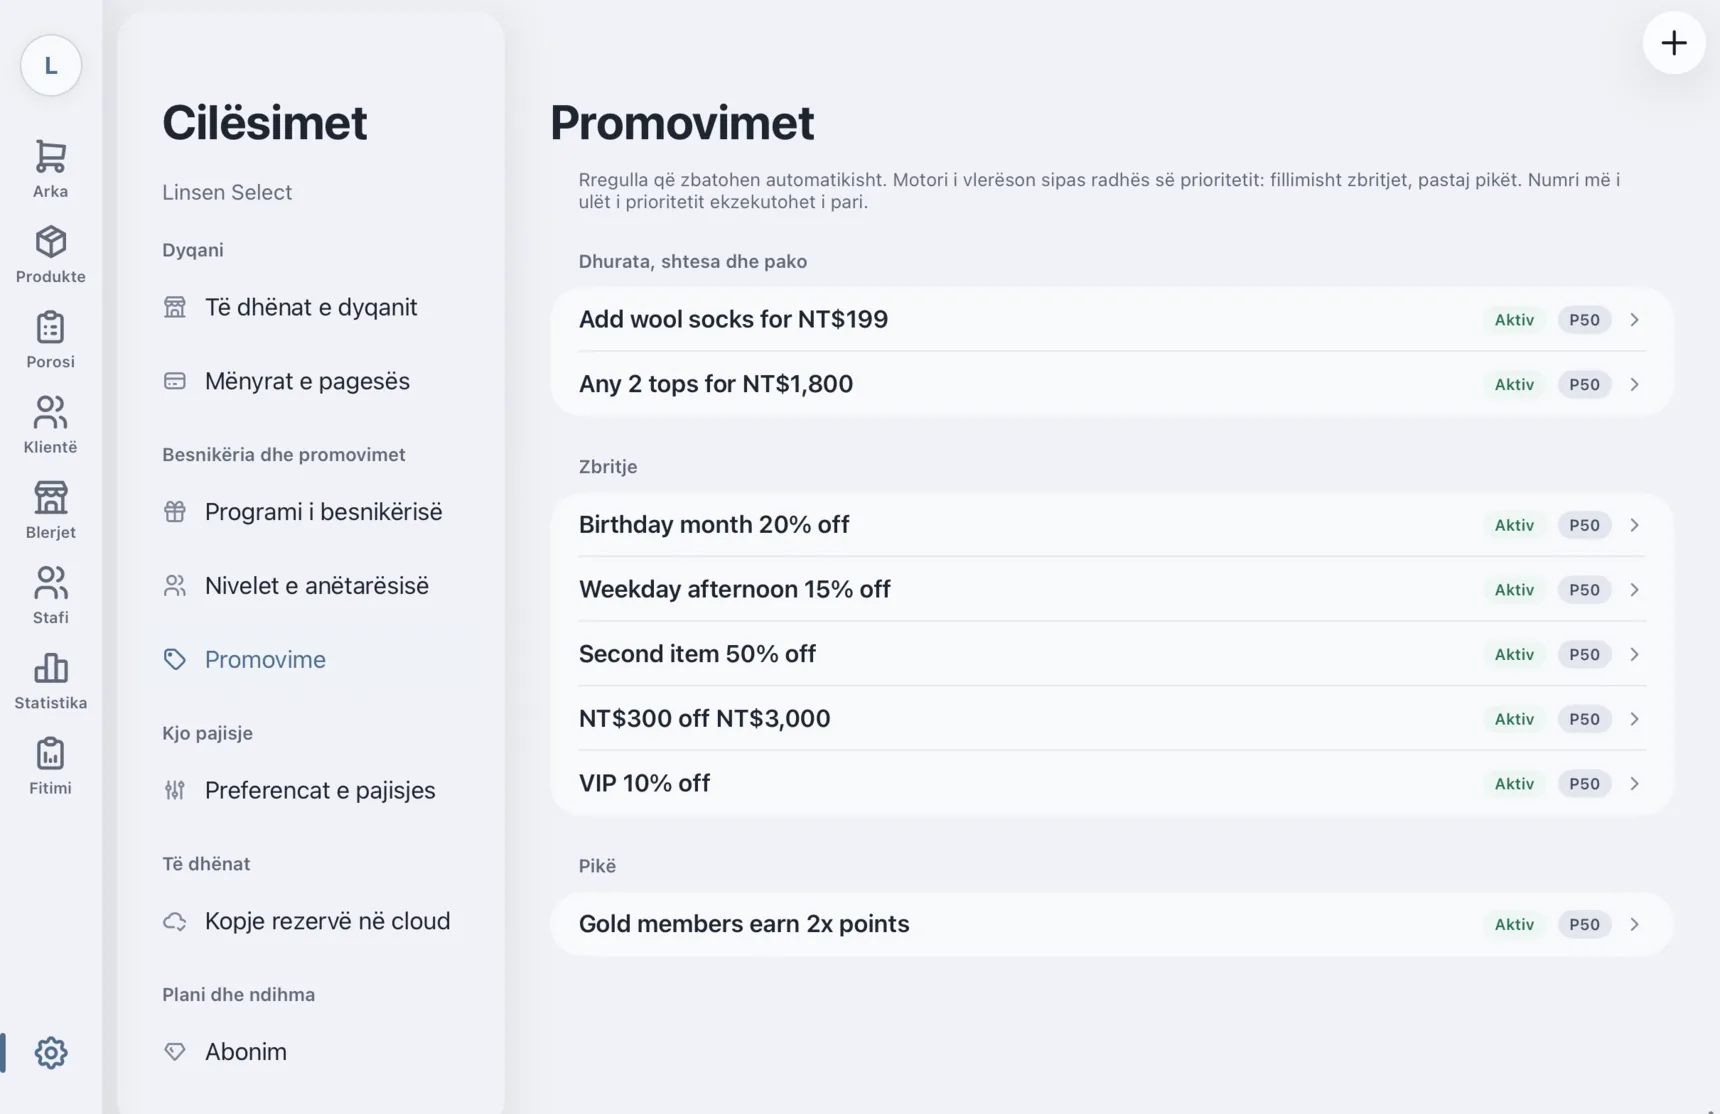 L
Arka
Produkte
Porosi
Klientë
Blerjet
Stafi
Statistika
Fitimi
Cilësimet
Linsen Select
Dyqani
Të dhënat e dyqanit
Mënyrat e pagesës
Besnikëria dhe promovimet
Programi i besnikërisë
Nivelet e anëtarësisë
Promovime
Kjo pajisje
Preferencat e pajisjes
Të dhënat
Kopje rezervë në cloud
Plani dhe ndihma
Abonim
Promovimet
Rregulla që zbatohen automatikisht. Motori i vlerëson sipas radhës së prioritetit: fillimisht zbritjet, pastaj pikët. Numri më i
ulët i prioritetit ekzekutohet i pari.
Dhurata, shtesa dhe pako
Add wool socks for NT$199 Aktiv P50
Any 2 tops for NT$1,800 Aktiv P50
Zbritje
Birthday month 20% off Aktiv P50
Weekday afternoon 15% off Aktiv P50
Second item 50% off Aktiv P50
NT$300 off NT$3,000 Aktiv P50
VIP 10% off Aktiv P50
Pikë
Gold members earn 2x points Aktiv P50